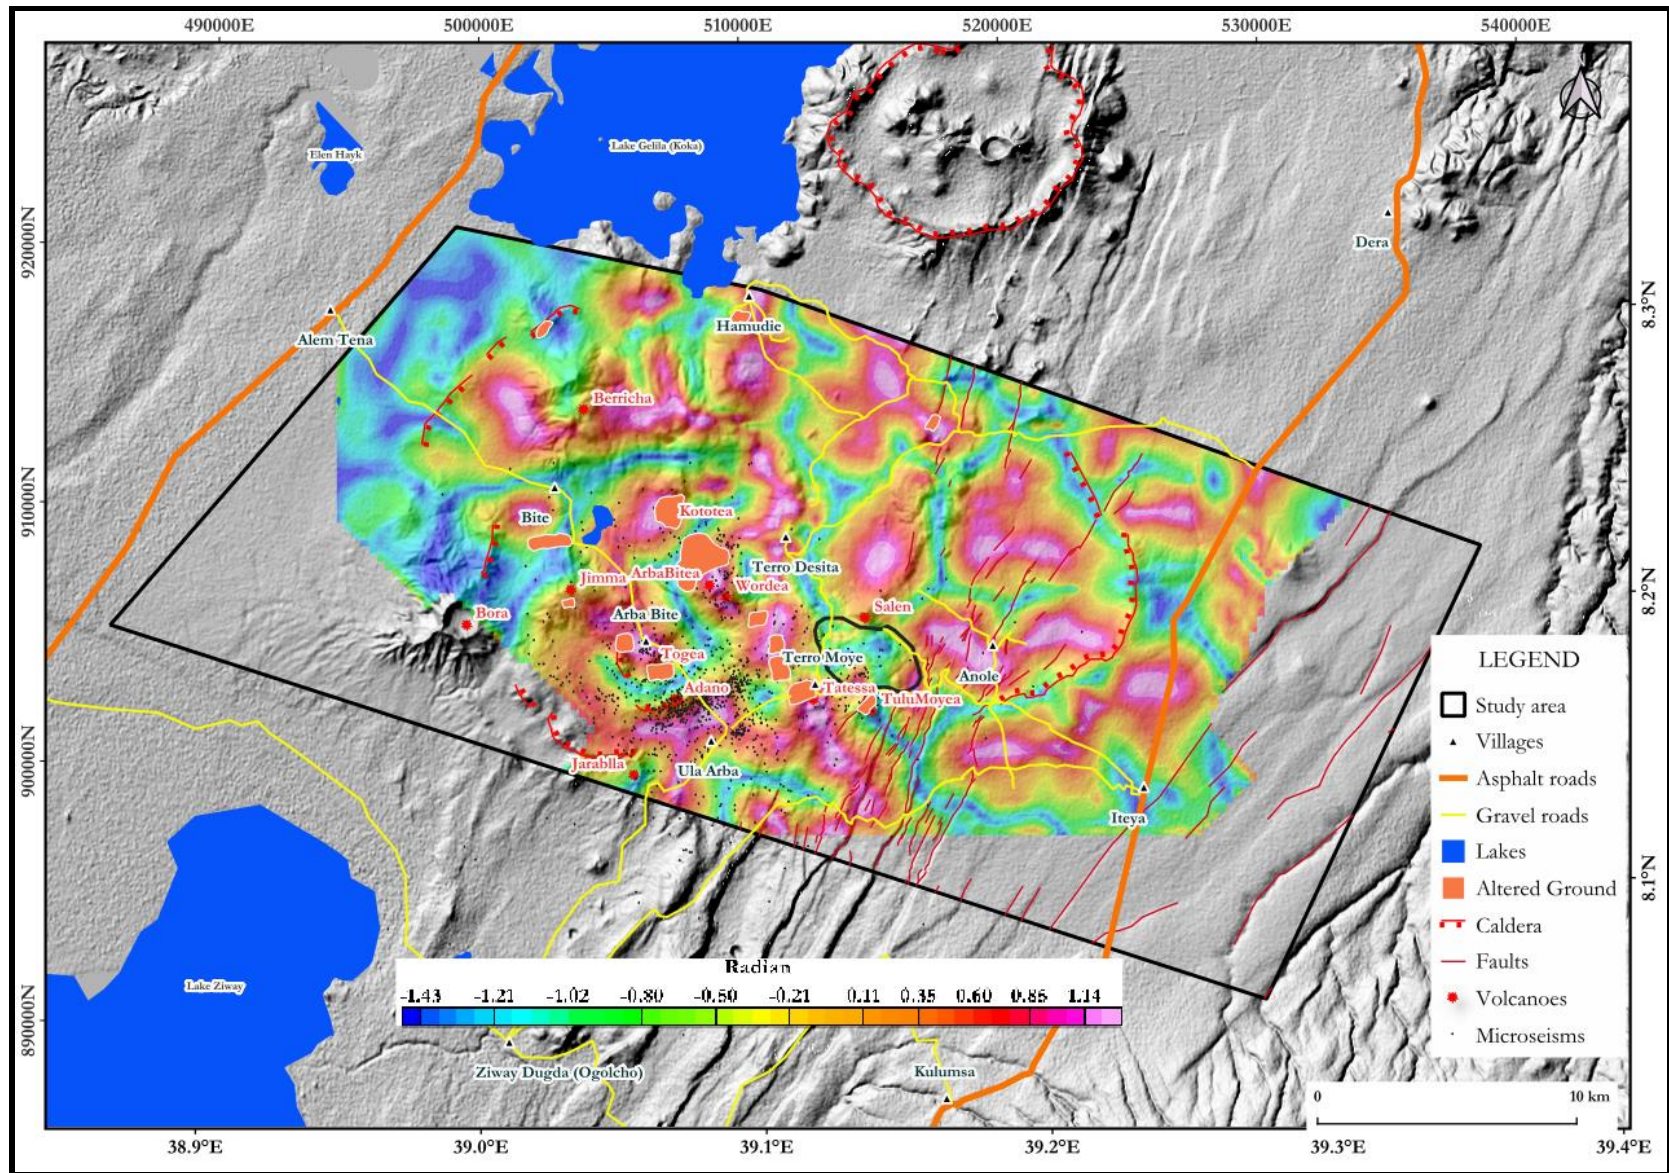 490000E 500000E 510000E 520000E 530000E 540000E
Elen Hayk
Lake Gelila (Koka)
920000N
Dera
8.3°N
Alem Tena
Hamudie
Berricha
910000N
Bite
Kototea
Terro Desita
Jimma
ArbaBitea
Wordea
8.2°N
Bora
Arba Bite
Salen
Togea
Terro Moye
Anole
Adano
Tatessa
TuluMoyea
900000N
Jarablla
Ula Arba
Iteya
8.1°N
LEGEND
Study area
Villages
Asphalt roads
Gravel roads
Lakes
Altered Ground
Caldera
Faults
Volcanoes
Microseisms
Lake Ziway
Radian
-1.43 -1.21 -1.02 -0.80 -0.50 -0.21 0.11 0.35 0.60 0.85 1.14
890000N
Ziway Dugda (Ogolcho)
Kulumsa
0 10 km
38.9°E 39.0°E 39.1°E 39.2°E 39.3°E 39.4°E